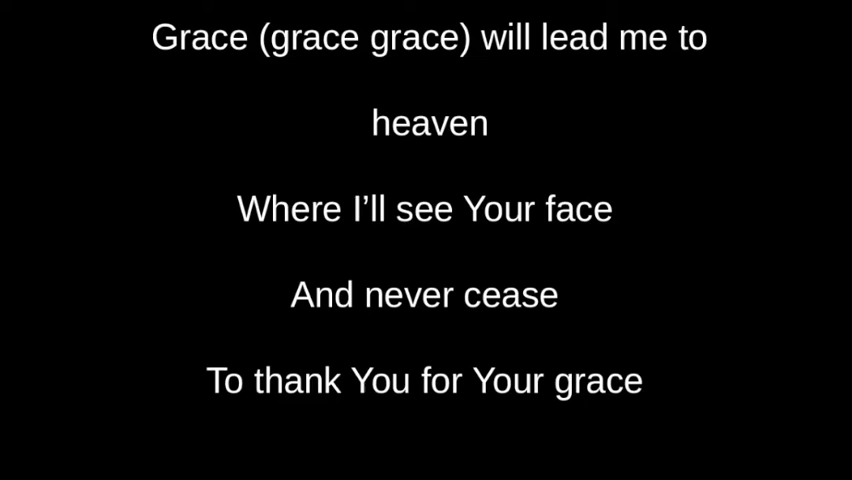 Grace (grace grace) will lead me to
heaven
Where I’ll see Your face
And never cease
To thank You for Your grace